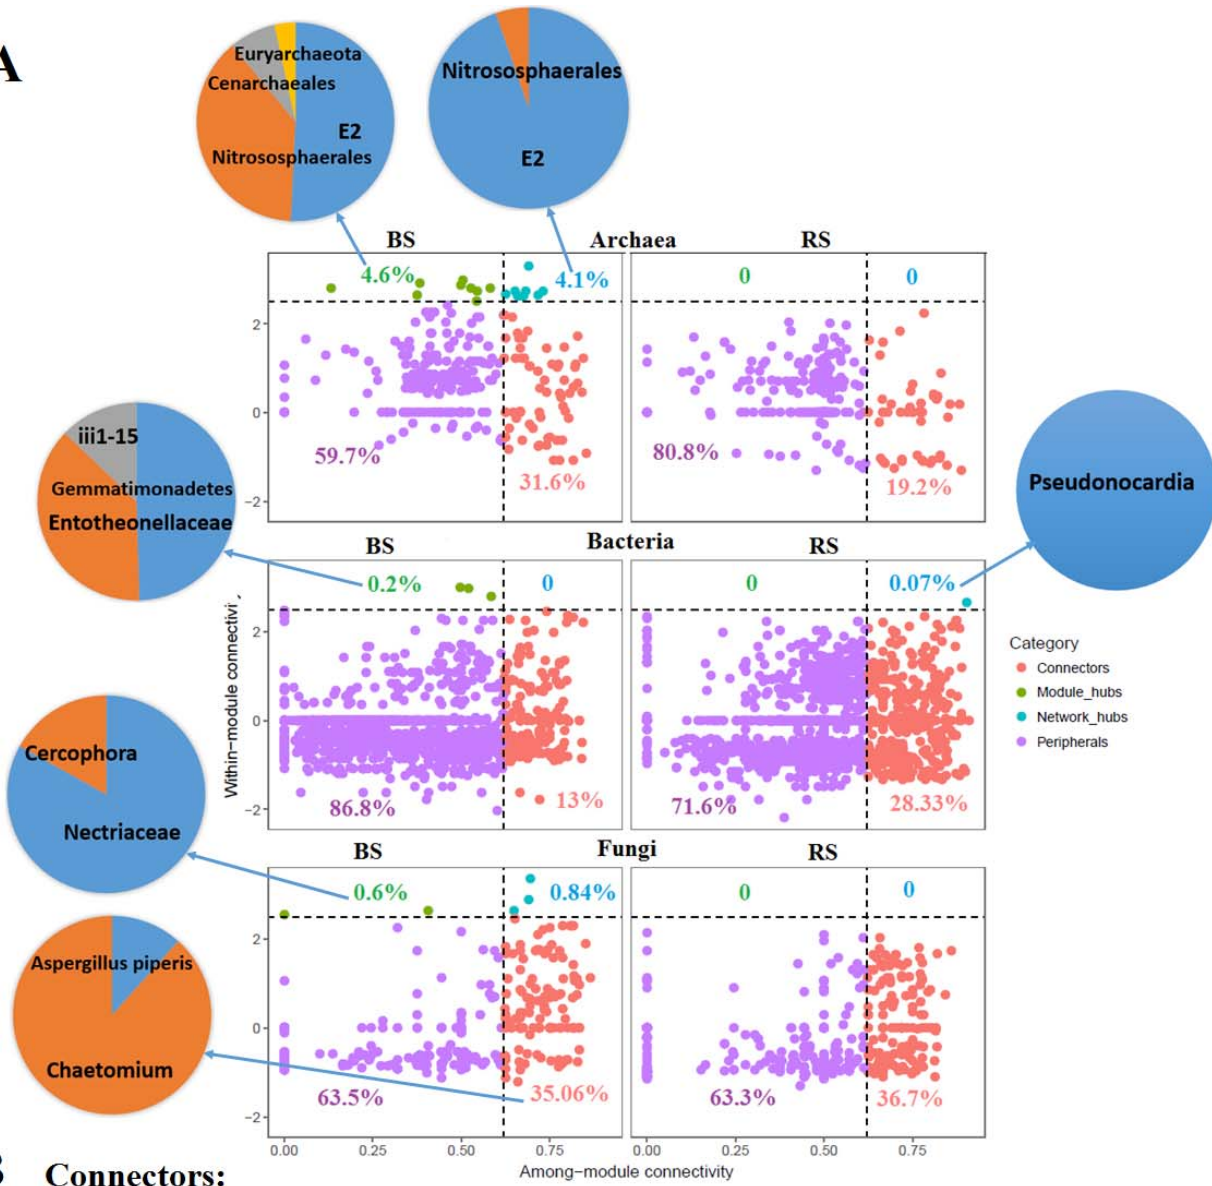 A
Euryarchaeota
Cenarchaeales
E2
Nitrososphaerales
Nitrososphaerales
E2
BS Archaea RS
4.6% 4.1% 0 0
2
0
59.7% 31.6% 80.8% 19.2%
−2
iii1-15
Gemmatimonadetes
Entotheonellaceae
Pseudonocardia
BS Bacteria RS
0.2% 0 0 0.07%
2
0
Within−module
86.8% 13% 71.6% 28.33%
−2
Category
Connectors
Module_hubs
Network_hubs
Peripherals
Cercophora
Nectriaceae
BS Fungi RS
0.6% 0.84% 0 0
2
0
63.5% 35.06% 63.3% 36.7%
−2
Aspergillus piperis
Chaetomium
0.00 0.25 0.50 0.75 0.00 0.25 0.50 0.75
Among−module connectivity
Connectors: